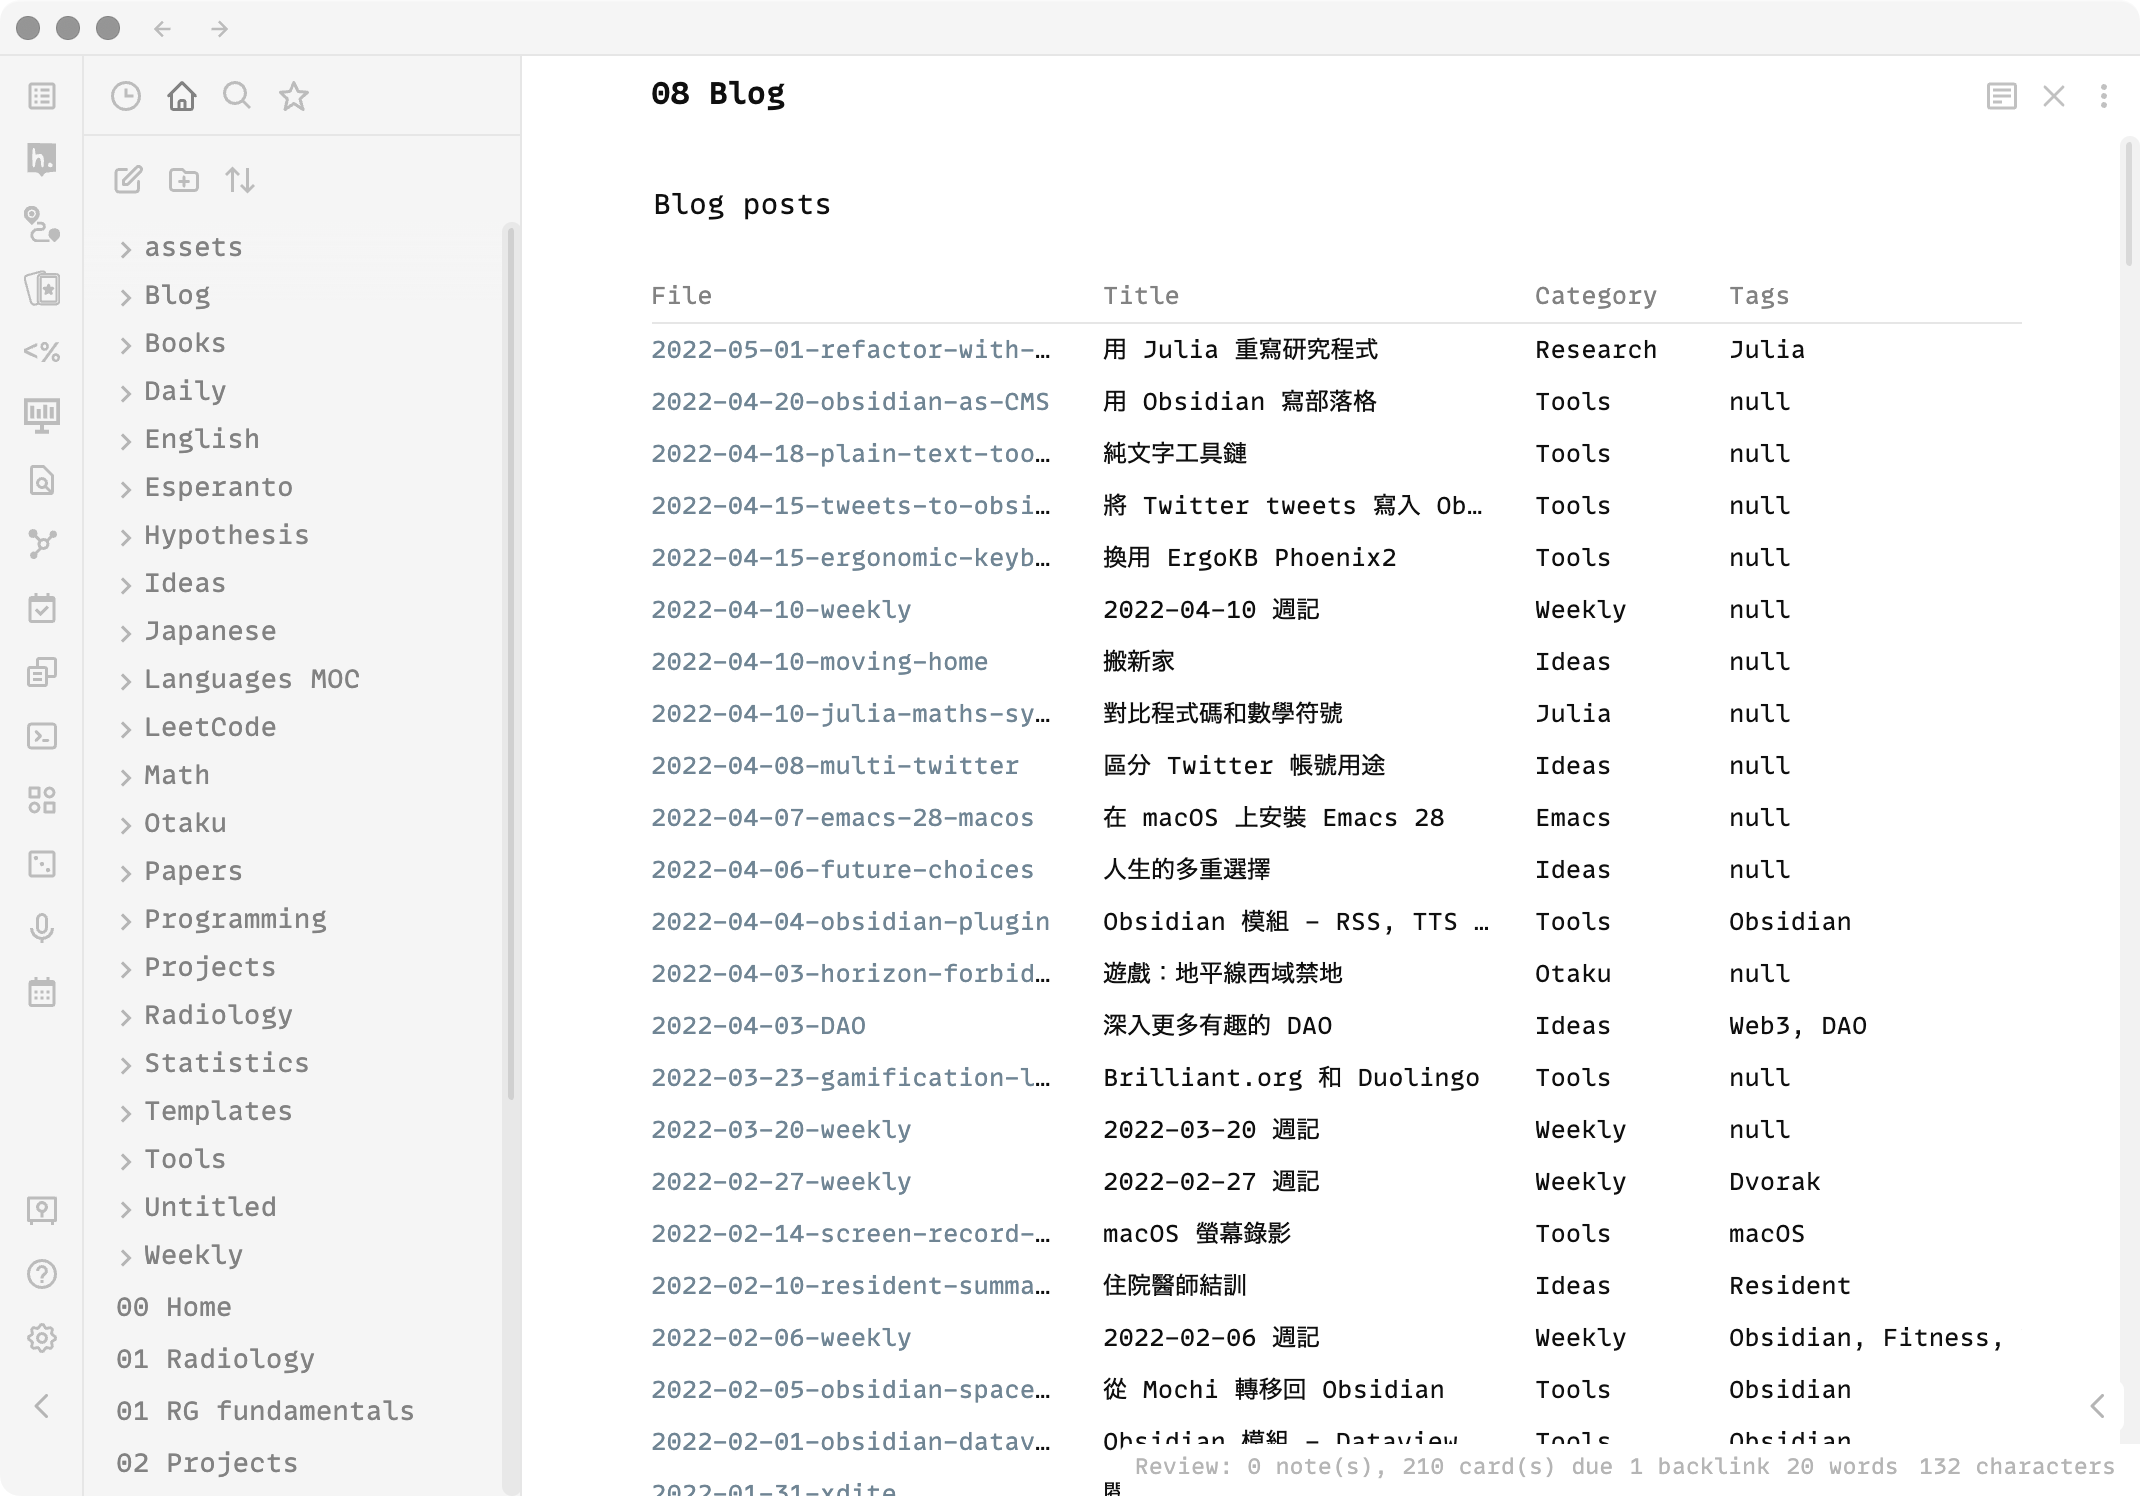 h.
<%
assets
Blog
Books
Daily
English
Esperanto
Hypothesis
Ideas
Japanese
Languages MOC
LeetCode
Math
Otaku
Papers
Programming
Projects
Radiology
Statistics
Templates
Tools
Untitled
Weekly
00 Home
01 Radiology
01 RG fundamentals
02 Projects
08 Blog
Blog posts
File Title Category Tags
2022-05-01-refactor-with-… 用 Julia 重寫研究程式 Research Julia
2022-04-20-obsidian-as-CMS 用 Obsidian 寫部落格 Tools null
2022-04-18-plain-text-too… 純文字工具鏈 Tools null
2022-04-15-tweets-to-obsi… 將 Twitter tweets 寫入 Ob… Tools null
2022-04-15-ergonomic-keyb… 換用 ErgoKB Phoenix2 Tools null
2022-04-10-weekly 2022-04-10 週記 Weekly null
2022-04-10-moving-home 搬新家 Ideas null
2022-04-10-julia-maths-sy… 對比程式碼和數學符號 Julia null
2022-04-08-multi-twitter 區分 Twitter 帳號用途 Ideas null
2022-04-07-emacs-28-macos 在 macOS 上安裝 Emacs 28 Emacs null
2022-04-06-future-choices 人生的多重選擇 Ideas null
2022-04-04-obsidian-plugin Obsidian 模組 - RSS, TTS … Tools Obsidian
2022-04-03-horizon-forbid… 遊戲：地平線西域禁地 Otaku null
2022-04-03-DAO 深入更多有趣的 DAO Ideas Web3, DAO
2022-03-23-gamification-l… Brilliant.org 和 Duolingo Tools null
2022-03-20-weekly 2022-03-20 週記 Weekly null
2022-02-27-weekly 2022-02-27 週記 Weekly Dvorak
2022-02-14-screen-record-… macOS 螢幕錄影 Tools macOS
2022-02-10-resident-summa… 住院醫師結訓 Ideas Resident
2022-02-06-weekly 2022-02-06 週記 Weekly Obsidian, Fitness,
2022-02-05-obsidian-space… 從 Mochi 轉移回 Obsidian Tools Obsidian
2022-02-01-obsidian-datav… Obsidian 模組 - Dataview Tools Obsidian
2022-01-31-xdite
Review: 0 note(s), 210 card(s) due 1 backlink 20 words 132 characters